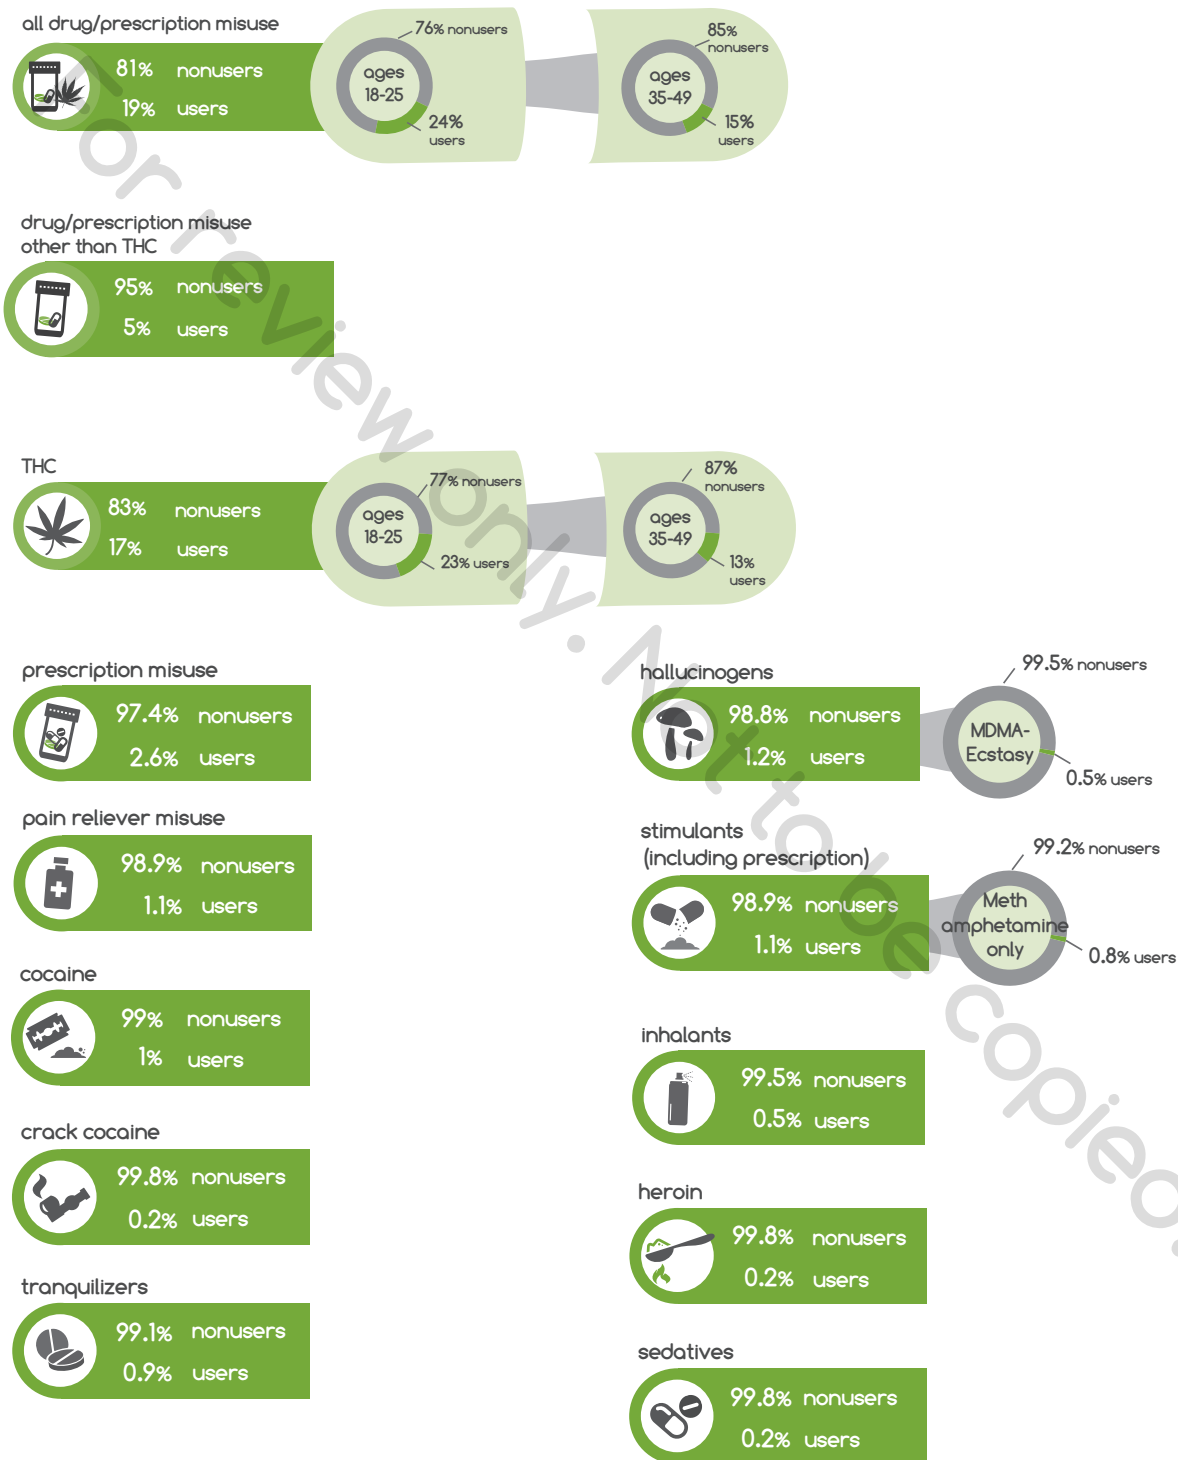 all drug/prescription misuse
81% nonusers
19% users
76% nonusers
ages
18-25
24%
users
85%
nonusers
ages
35-49
15%
users
drug/prescription misuse
other than THC
95% nonusers
5% users
THC
83% nonusers
17% users
77% nonusers
ages
18-25
23% users
87%
nonusers
ages
35-49
13%
users
prescription misuse
97.4% nonusers
2.6% users
pain reliever misuse
98.9% nonusers
1.1% users
cocaine
99% nonusers
1% users
crack cocaine
99.8% nonusers
0.2% users
tranquilizers
99.1% nonusers
0.9% users
hallucinogens
98.8% nonusers
1.2% users
99.5% nonusers
MDMA-
Ecstasy
0.5% users
stimulants
(including prescription)
98.9% nonusers
1.1% users
99.2% nonusers
Meth
amphetamine
only
0.8% users
inhalants
99.5% nonusers
0.5% users
heroin
99.8% nonusers
0.2% users
sedatives
99.8% nonusers
0.2% users
For review only. Not to be copied.